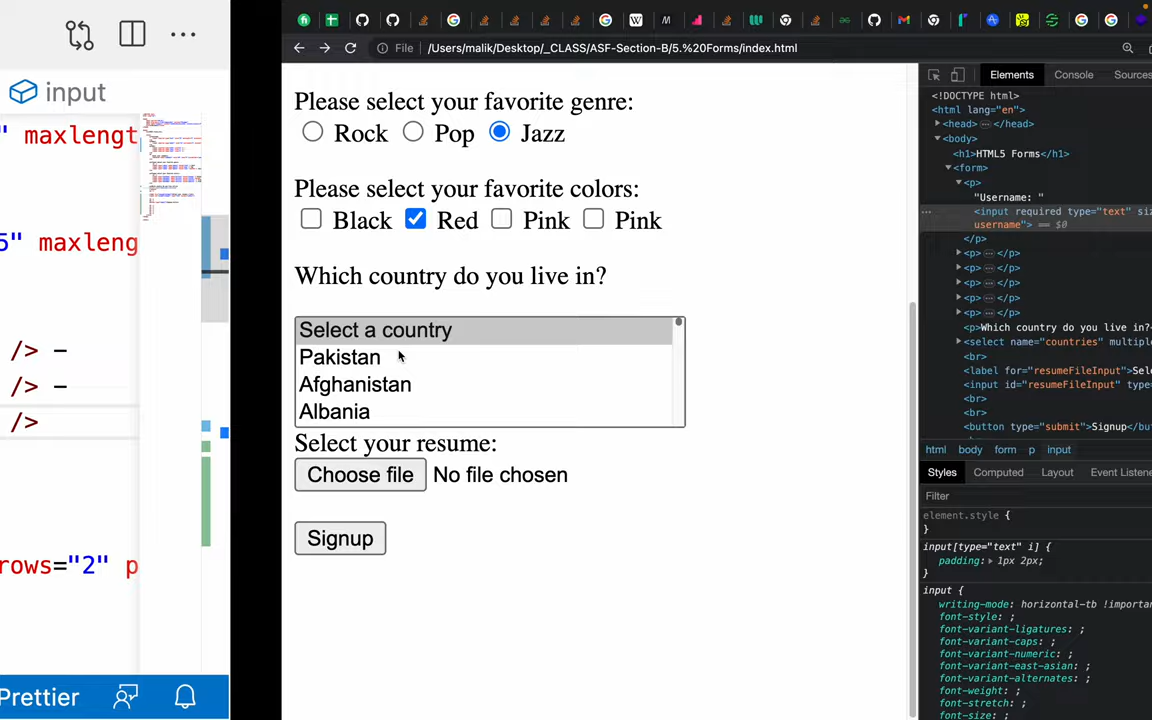 input
" maxlengt
5" maxleng
/> –
/> –
/>
rows="2" p
Prettier
File /Users/malik/Desktop/_CLASS/ASF-Section-B/5.%20Forms/index.html
Please select your favorite genre:
Rock Pop Jazz
Please select your favorite colors:
Black Red Pink Pink
Which country do you live in?
Select a country
Pakistan
Afghanistan
Albania
Select your resume:
Choose file No file chosen
Signup
Elements Console Sources
<!DOCTYPE html>
<html lang="en">
<head> … </head>
<body>
<h1>HTML5 Forms</h1>
<form>
<p>
"Username: "
<input required type="text" siz
username"> == $0
</p>
<p> … </p>
<p> … </p>
<p> … </p>
<p> … </p>
<p> … </p>
<p>Which country do you live in?<
<select name="countries" multipl
<br>
<label for="resumeFileInput">Sel
<input id="resumeFileInput" type
<br>
<br>
<button type="submit">Signup</bu
html body form p input
Styles Computed Layout Event Listene
Filter
element.style {
}
input[type="text" i] {
padding: 1px 2px;
}
input {
writing-mode: horizontal-tb !importa
font-style: ;
font-variant-ligatures: ;
font-variant-caps: ;
font-variant-numeric: ;
font-variant-east-asian: ;
font-variant-alternates: ;
font-weight: ;
font-stretch: ;
font-size: ;